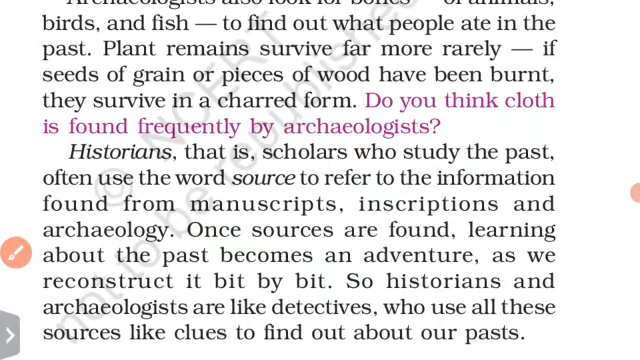 Archaeologists also look for bones — of animals,
birds, and fish — to find out what people ate in the
past. Plant remains survive far more rarely — if
seeds of grain or pieces of wood have been burnt,
they survive in a charred form. Do you think cloth
is found frequently by archaeologists?
Historians, that is, scholars who study the past,
often use the word source to refer to the information
found from manuscripts, inscriptions and
archaeology. Once sources are found, learning
about the past becomes an adventure, as we
reconstruct it bit by bit. So historians and
archaeologists are like detectives, who use all these
sources like clues to find out about our pasts.
© NCERT
not to be republished